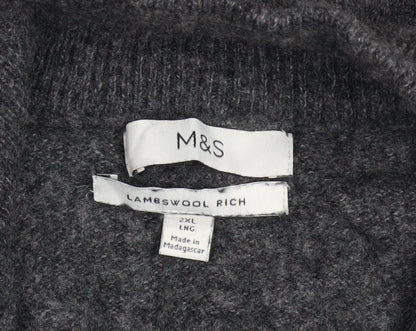 M&S
LAMBSWOOL RICH
2XL
LNG
Made in
Madagascar